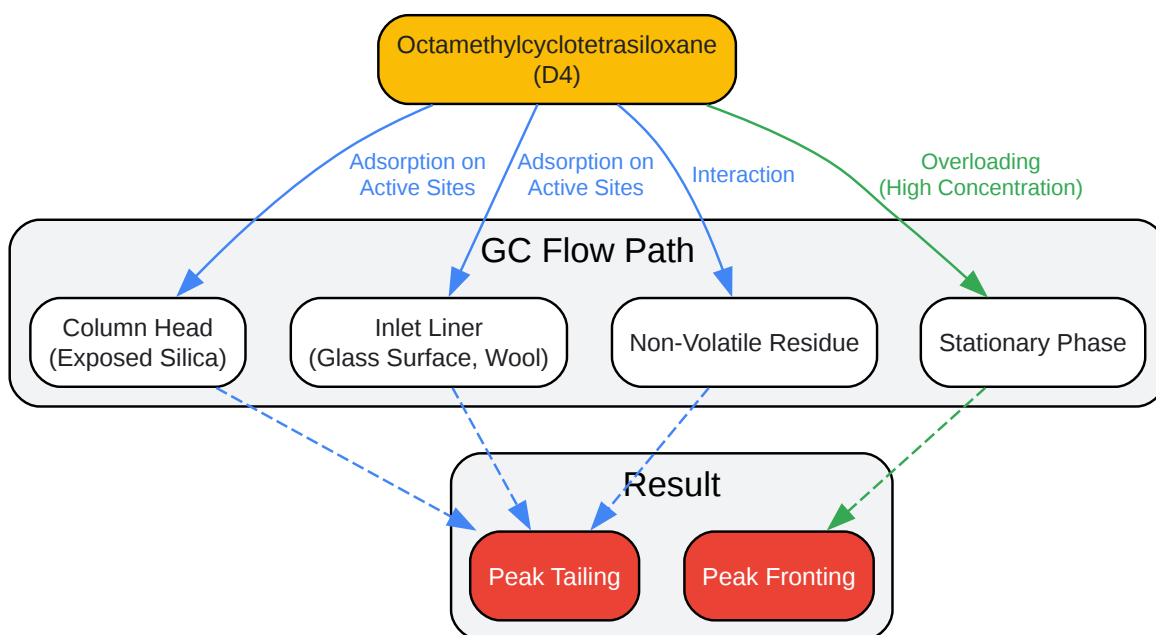 Octamethylcyclotetrasiloxane
(D4)
Adsorption on
Active Sites
Adsorption on
Active Sites
Interaction
Overloading
(High Concentration)
GC Flow Path
Column Head
(Exposed Silica)
Inlet Liner
(Glass Surface, Wool)
Non-Volatile Residue
Stationary Phase
Result
Peak Tailing
Peak Fronting